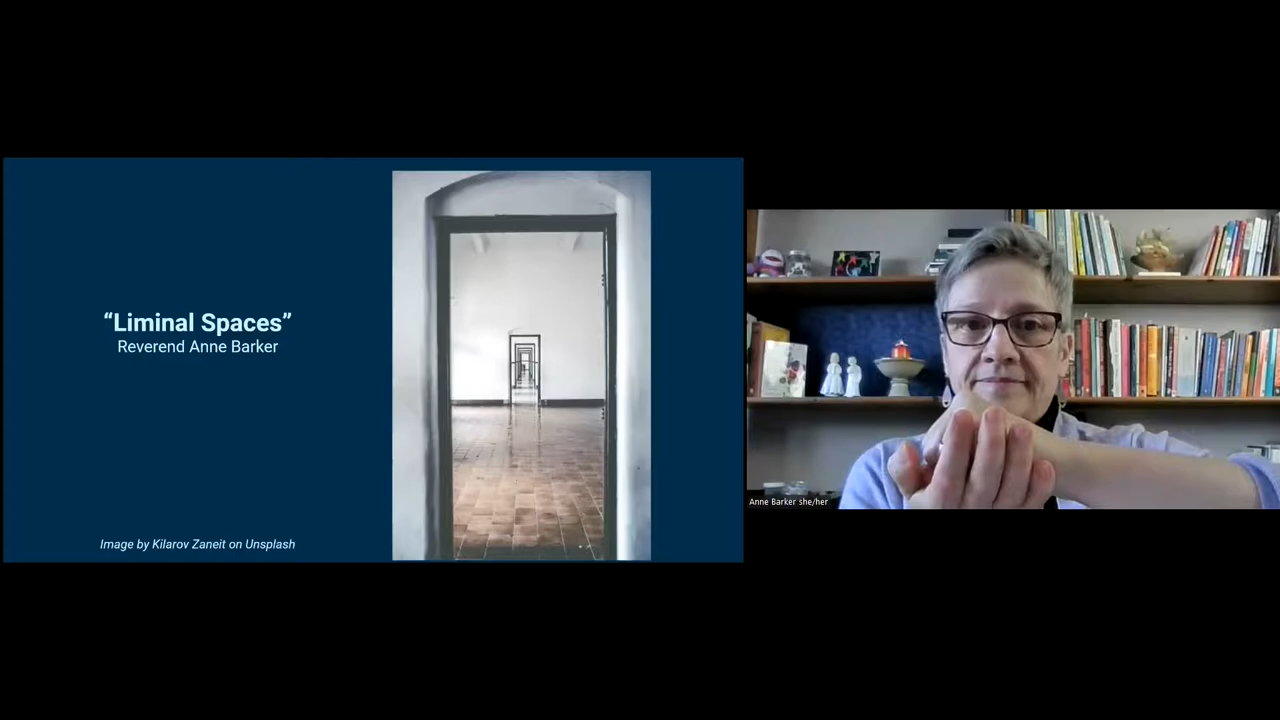 “Liminal Spaces”
Reverend Anne Barker
Image by Kilarov Zaneit on Unsplash
Anne Barker she/her